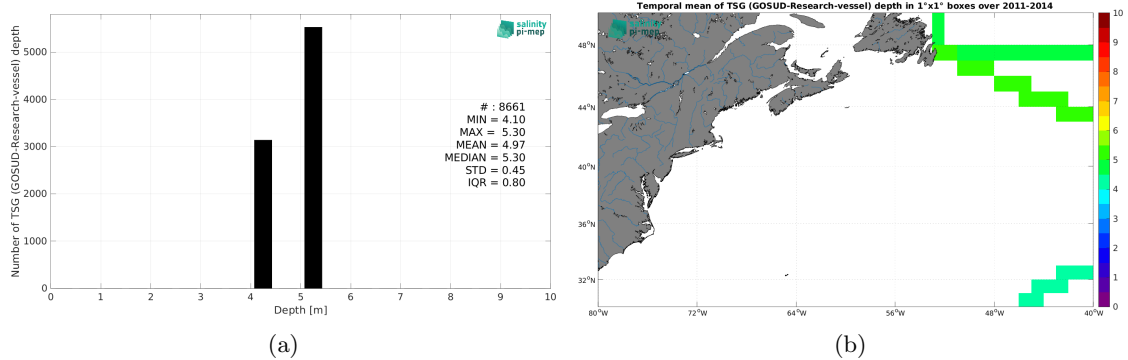 salinity
pi-mep
Number of TSG (GOSUD-Research-vessel) depth
5000
4000
3000
2000
1000
0
# : 8661
MIN = 4.10
MAX = 5.30
MEAN = 4.97
MEDIAN = 5.30
STD = 0.45
IQR = 0.80
0 1 2 3 4 5 6 7 8 9 10
Depth [m]
(a)
Temporal mean of TSG (GOSUD-Research-vessel) depth in 1°x1° boxes over 2011-2014
salinity
pi-mep
48°N
44°N
40°N
36°N
32°N
80°W 72°W 64°W 56°W 48°W 40°W
10
9
8
7
6
5
4
3
2
1
0
(b)